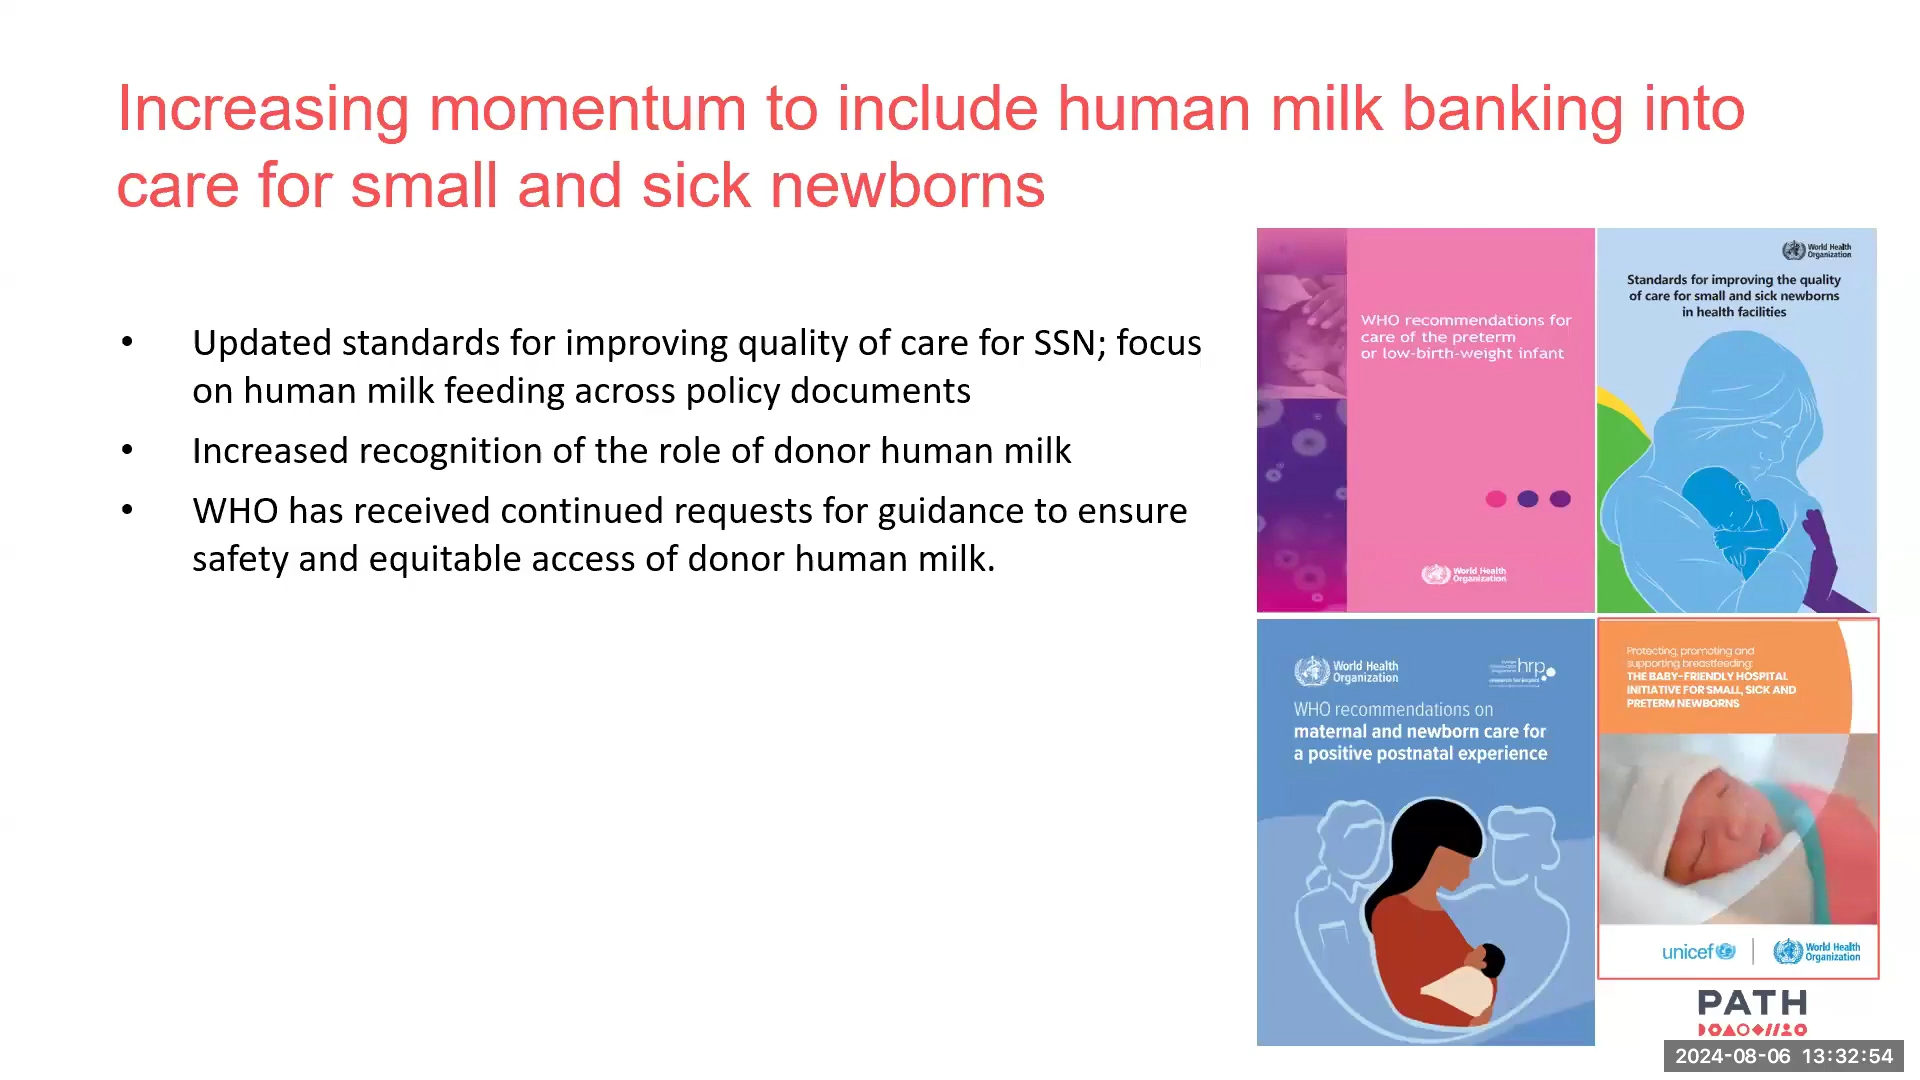 Increasing momentum to include human milk banking into
care for small and sick newborns
• Updated standards for improving quality of care for SSN; focus
on human milk feeding across policy documents
• Increased recognition of the role of donor human milk
• WHO has received continued requests for guidance to ensure
safety and equitable access of donor human milk.
WHO recommendations for
care of the preterm
or low-birth-weight infant
World Health
Organization
World Health
Organization
Standards for improving the quality
of care for small and sick newborns
in health facilities
World Health
Organization
hrp
WHO recommendations on
maternal and newborn care for
a positive postnatal experience
Protecting, promoting and
supporting breastfeeding:
THE BABY-FRIENDLY HOSPITAL
INITIATIVE FOR SMALL, SICK AND
PRETERM NEWBORNS
unicef
World Health
Organization
PATH
2024-08-06 13:32:54